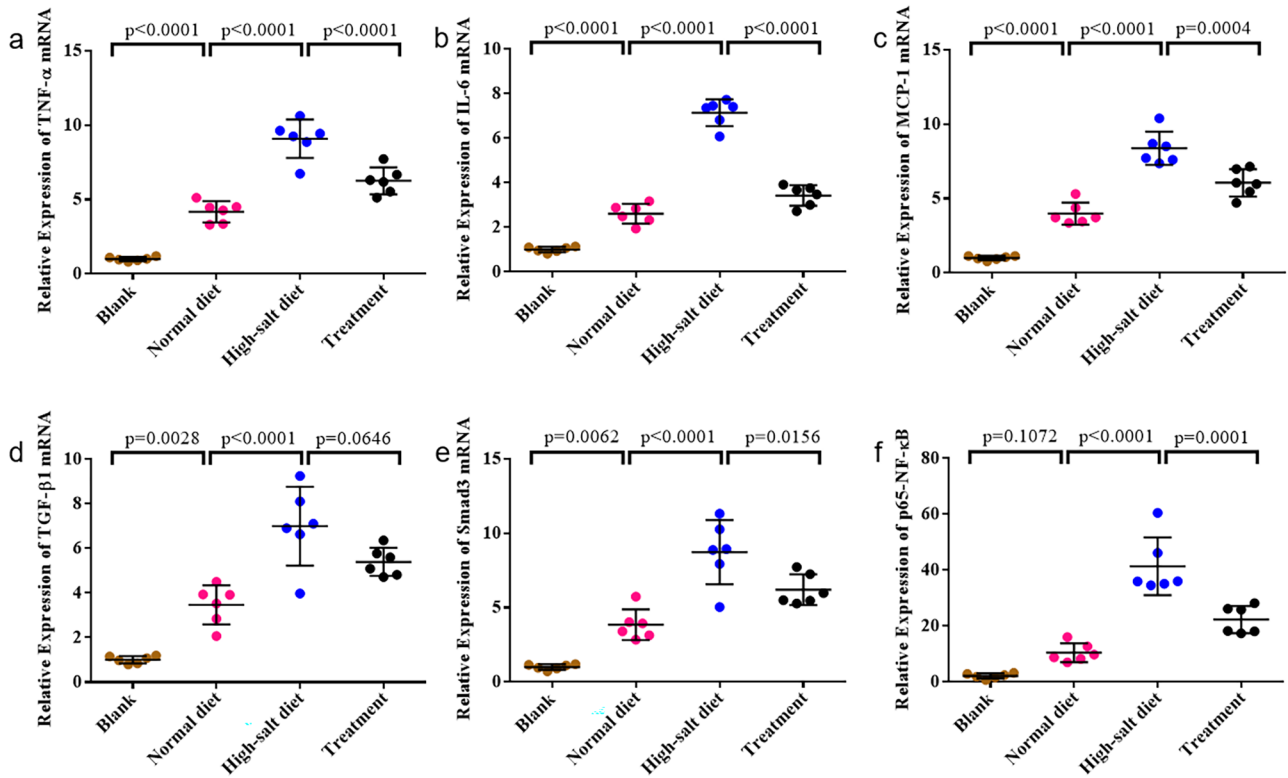 a
p<0.0001 p<0.0001 p<0.0001
Relative Expression of TNF-α mRNA
15
10
5
0
Blank
Normal diet
High-salt diet
Treatment
b
p<0.0001 p<0.0001 p<0.0001
Relative Expression of IL-6 mRNA
10
8
6
4
2
0
Blank
Normal diet
High-salt diet
Treatment
c
p<0.0001 p<0.0001 p=0.0004
Relative Expression of MCP-1 mRNA
15
10
5
0
Blank
Normal diet
High-salt diet
Treatment
d
p=0.0028 p<0.0001 p=0.0646
Relative Expression of TGF-β1 mRNA
10
8
6
4
2
0
Blank
Normal diet
High-salt diet
Treatment
e
p=0.0062 p<0.0001 p=0.0156
Relative Expression of Smad3 mRNA
15
10
5
0
Blank
Normal diet
High-salt diet
Treatment
f
p=0.1072 p<0.0001 p=0.0001
Relative Expression of p65-NF-κB
80
60
40
20
0
Blank
Normal diet
High-salt diet
Treatment